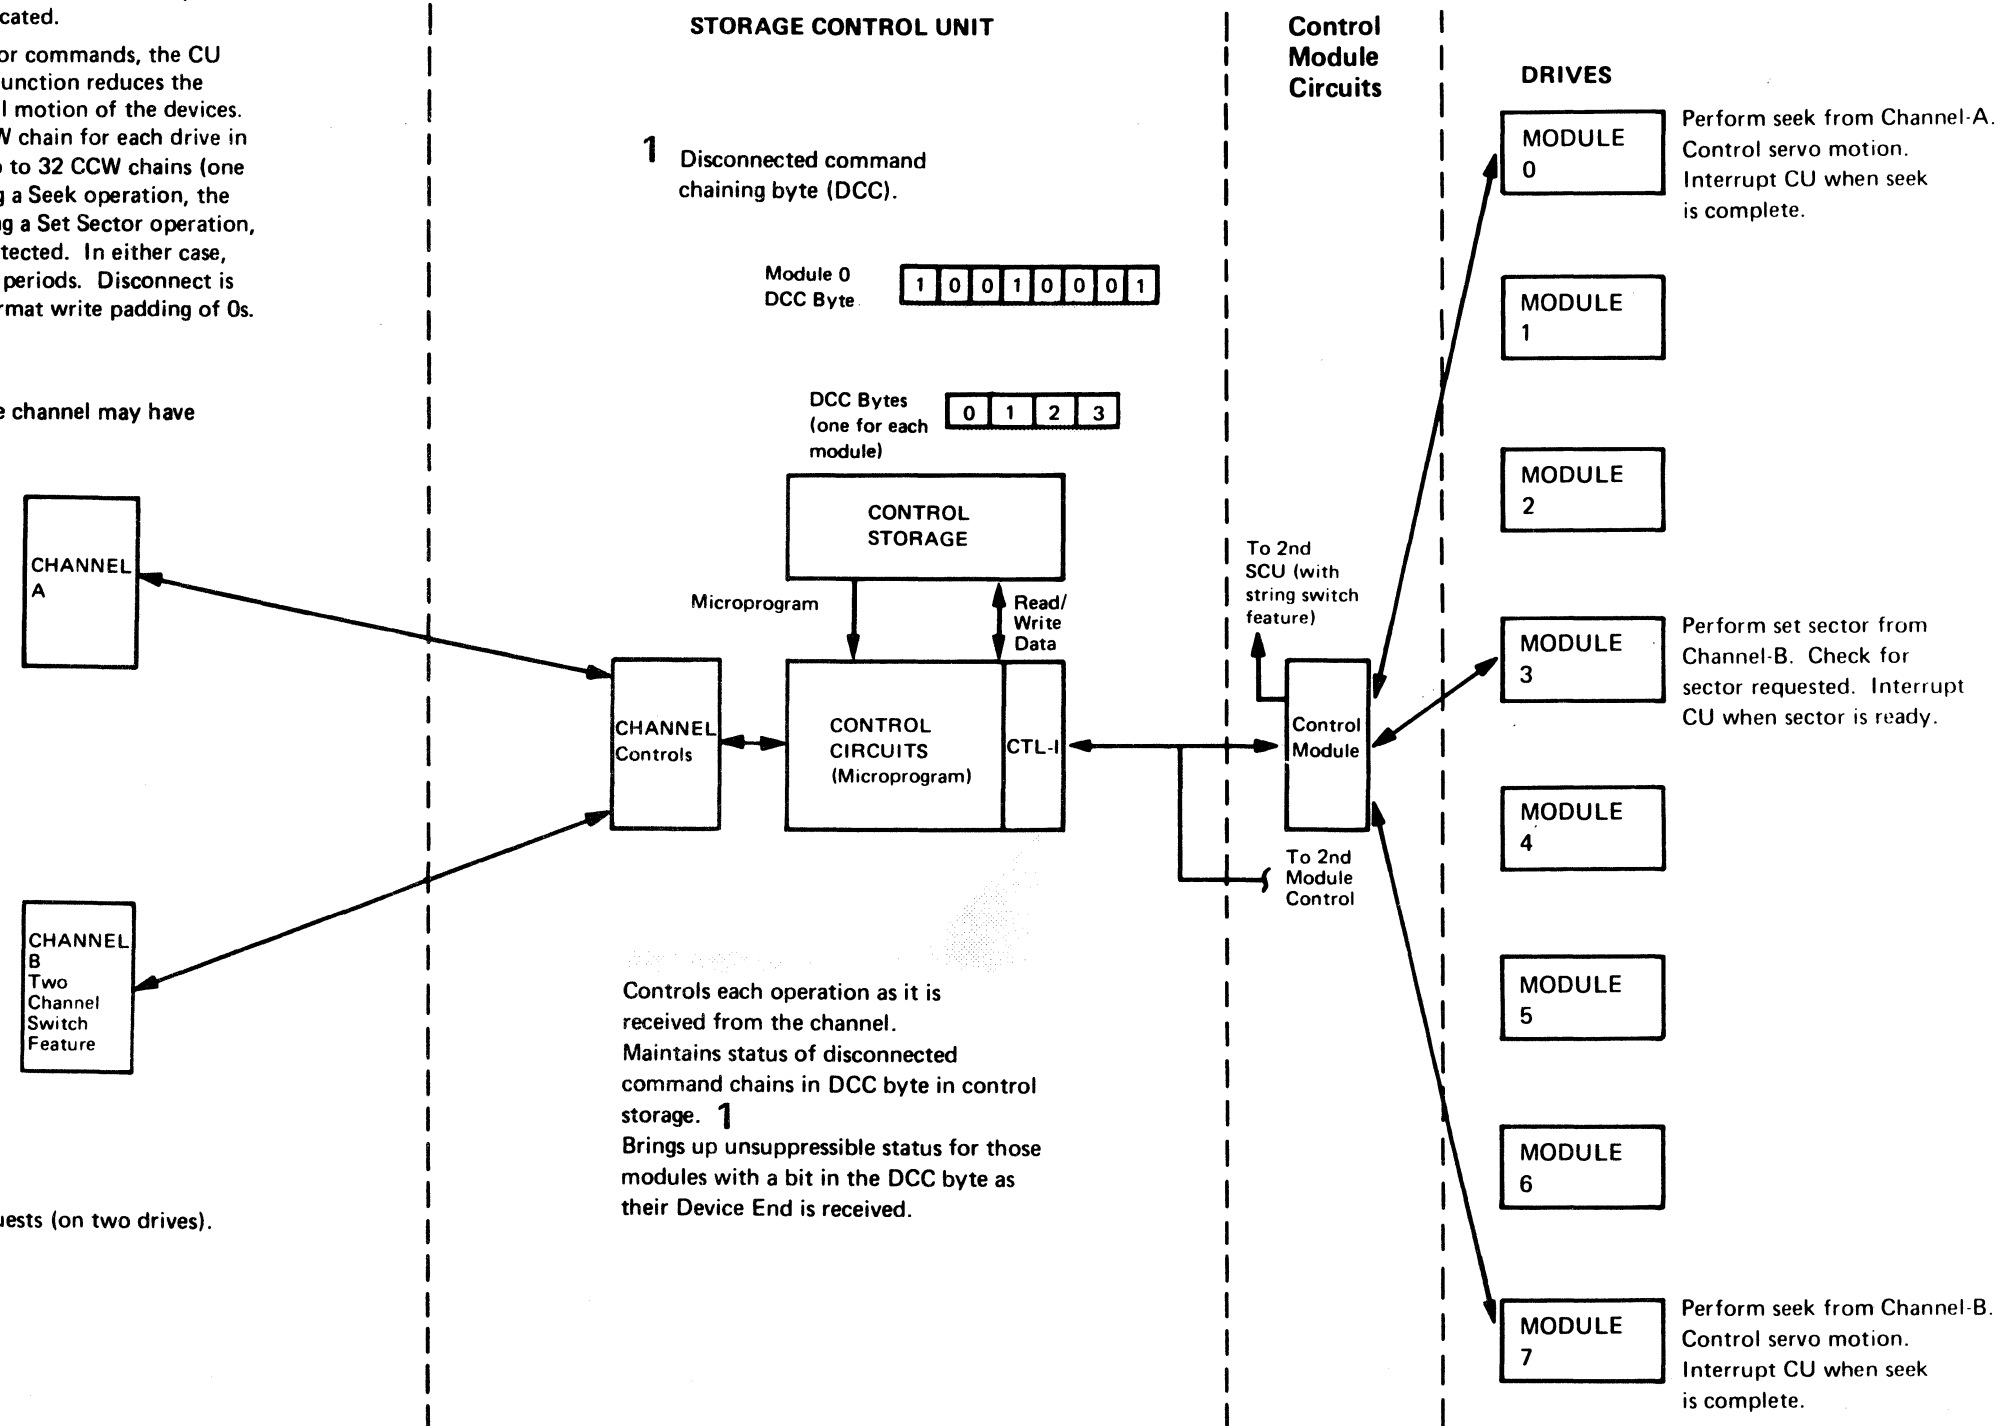 cated.
or commands, the CU
unction reduces the
l motion of the devices.
W chain for each drive in
to 32 CCW chains (one
g a Seek operation, the
ng a Set Sector operation,
tected. In either case,
periods. Disconnect is
rmat write padding of 0s.
e channel may have
CHANNEL
A
CHANNEL
B
Two
Channel
Switch
Feature
uests (on two drives).
STORAGE CONTROL UNIT
1 Disconnected command
chaining byte (DCC).
Module 0
DCC Byte
1 0 0 1 0 0 0 1
DCC Bytes
(one for each
module)
0 1 2 3
CONTROL
STORAGE
Microprogram
Read/
Write
Data
CHANNEL
Controls
CONTROL
CIRCUITS
(Microprogram)
CTL-I
Controls each operation as it is
received from the channel.
Maintains status of disconnected
command chains in DCC byte in control
storage. 1
Brings up unsuppressible status for those
modules with a bit in the DCC byte as
their Device End is received.
Control
Module
Circuits
To 2nd
SCU (with
string switch
feature)
Control
Module
To 2nd
Module
Control
DRIVES
MODULE
0
Perform seek from Channel-A.
Control servo motion.
Interrupt CU when seek
is complete.
MODULE
1
MODULE
2
MODULE
3
Perform set sector from
Channel-B. Check for
sector requested. Interrupt
CU when sector is ready.
MODULE
4
MODULE
5
MODULE
6
MODULE
7
Perform seek from Channel-B.
Control servo motion.
Interrupt CU when seek
is complete.